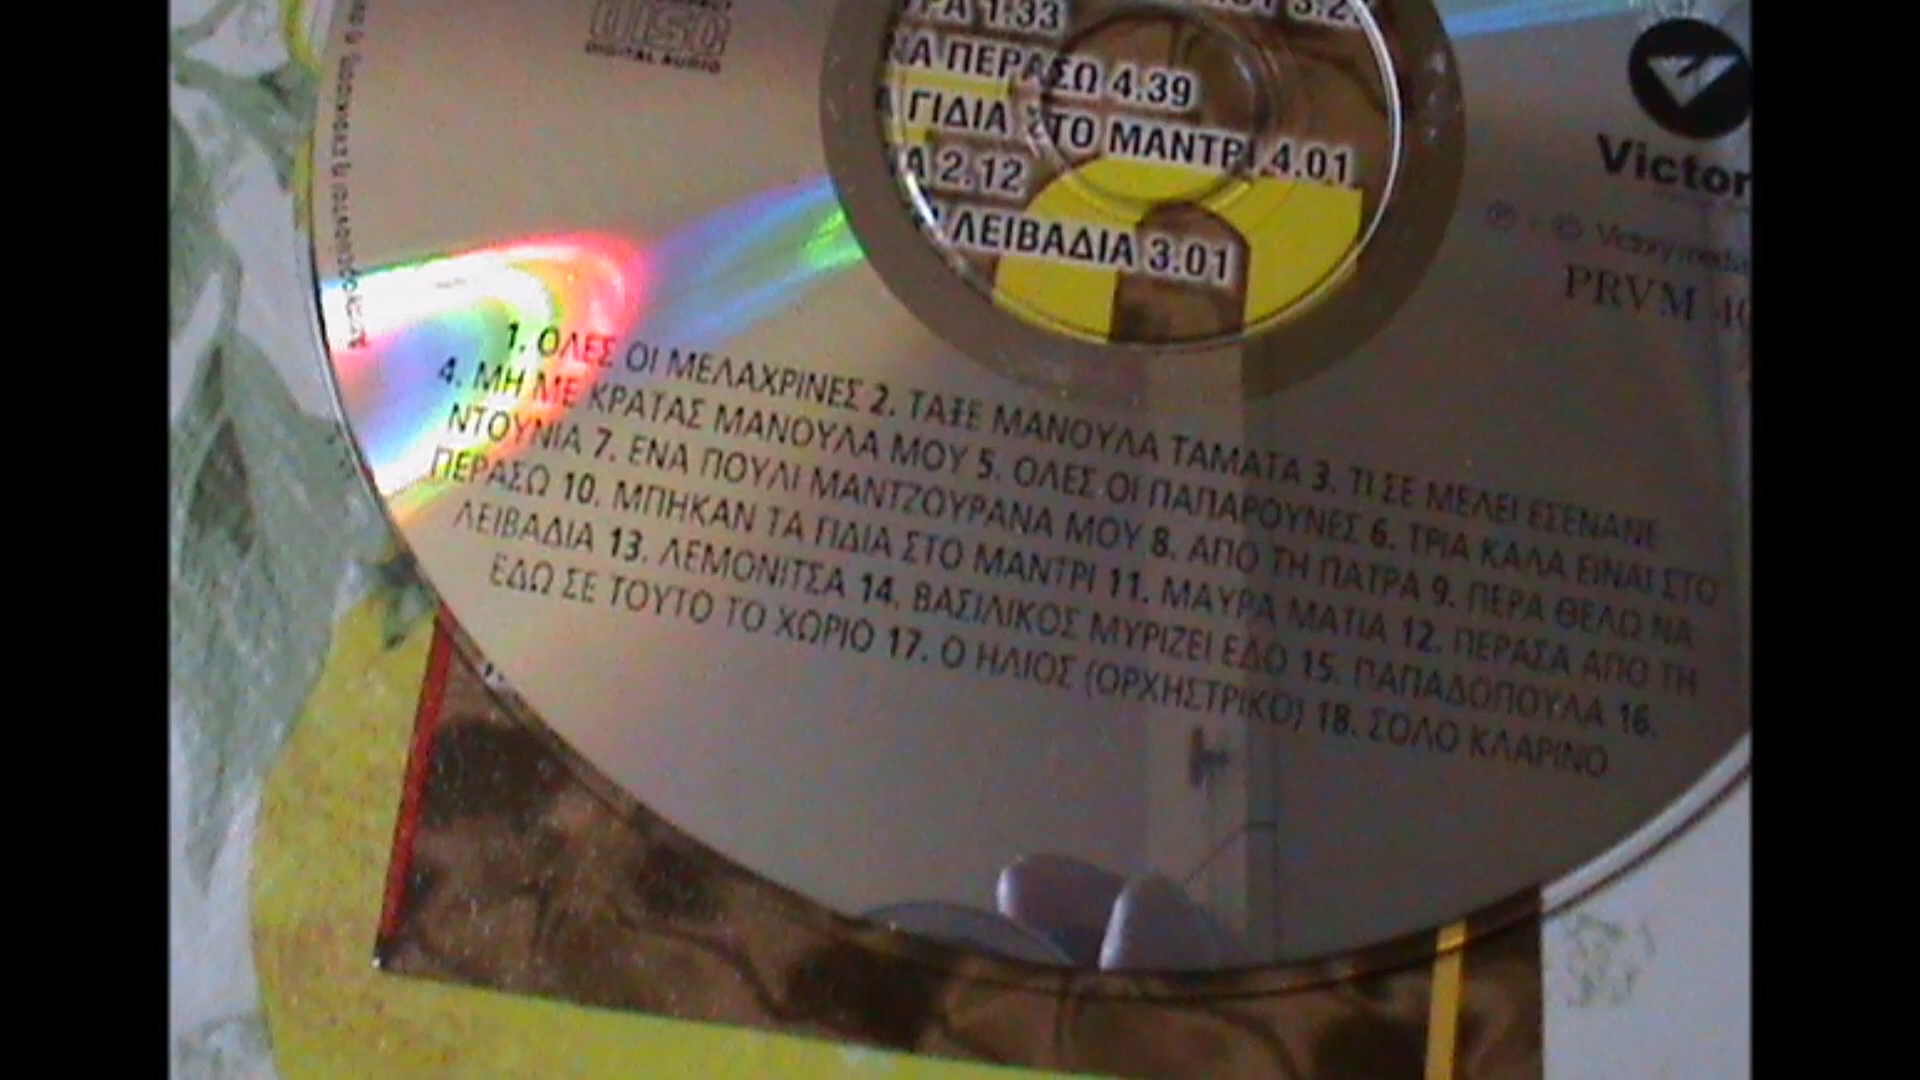 DISC
DIGITAL AUDIO
1.33
ΝΑ ΠΕΡΑΣΩ 4.39
ΓΙΔΙΑ ΣΤΟ ΜΑΝΤΡΙ 4.01
2.12
ΛΕΙΒΑΔΙΑ 3.01
Victor
PRVM
1. ΟΛΕΣ ΟΙ ΜΕΛΑΧΡΙΝΕΣ 2. ΤΑΞΕ ΜΑΝΟΥΛΑ ΤΑΜΑΤΑ 3. ΤΙ ΣΕ ΜΕΛΕΙ ΕΣΕΝΑΝΕ
4. ΜΗ ΜΕ ΚΡΑΤΑΣ ΜΑΝΟΥΛΑ ΜΟΥ 5. ΟΛΕΣ ΟΙ ΠΑΠΑΡΟΥΝΕΣ 6. ΤΡΙΑ ΚΑΛΑ ΕΙΝΑΙ ΣΤΟ
ΝΤΟΥΝΙΑ 7. ΕΝΑ ΠΟΥΛΙ ΜΑΝΤΖΟΥΡΑΝΑ ΜΟΥ 8. ΑΠΟ ΤΗ ΠΑΤΡΑ 9. ΠΕΡΑ ΘΕΛΩ ΝΑ
ΠΕΡΑΣΩ 10. ΜΠΗΚΑΝ ΤΑ ΓΙΔΙΑ ΣΤΟ ΜΑΝΤΡΙ 11. ΜΑΥΡΑ ΜΑΤΙΑ 12. ΠΕΡΑΣΑ ΑΠΟ ΤΗ
ΛΕΙΒΑΔΙΑ 13. ΛΕΜΟΝΙΤΣΑ 14. ΒΑΣΙΛΙΚΟΣ ΜΥΡΙΖΕΙ ΕΔΟ 15. ΠΑΠΑΔΟΠΟΥΛΑ 16.
ΕΔΩ ΣΕ ΤΟΥΤΟ ΤΟ ΧΩΡΙΟ 17. Ο ΗΛΙΟΣ (ΟΡΧΗΣΤΡΙΚΟ) 18. ΣΟΛΟ ΚΛΑΡΙΝΟ